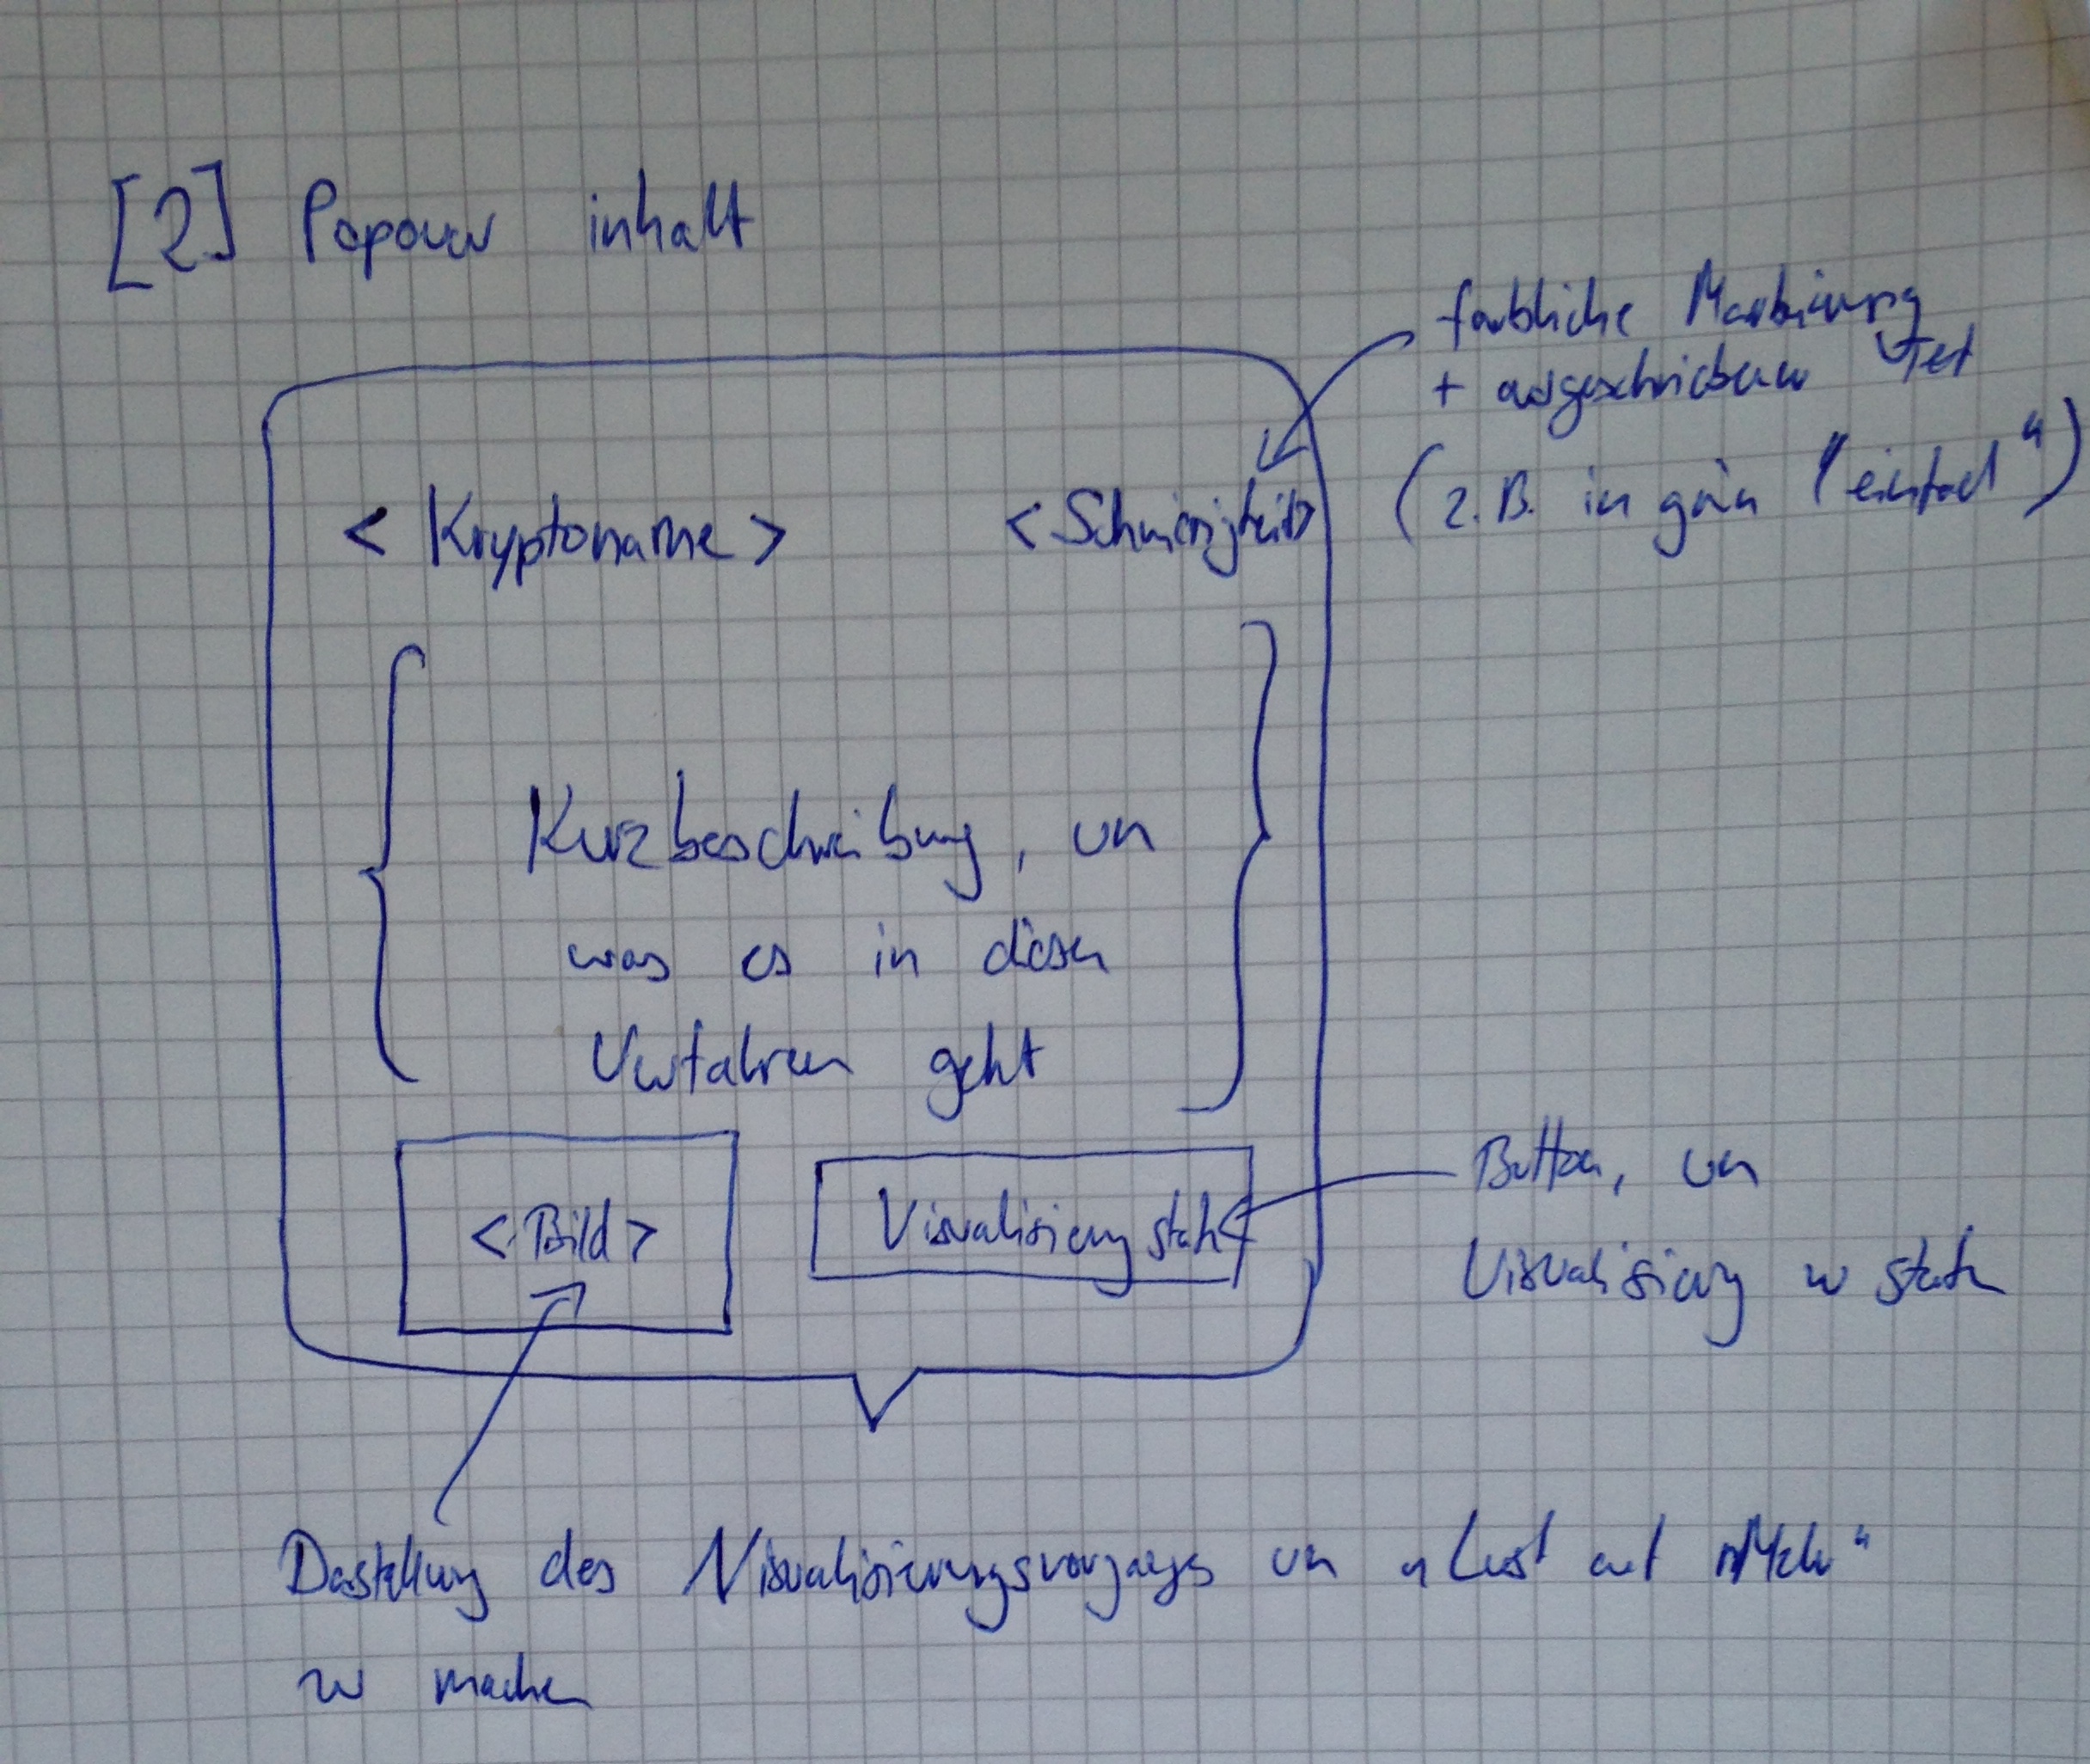 [2] Popover inhalt
farbliche Markierung
+ ausgeschriebener Text
(z.B. in grün "einfach")
<Kryptoname> <Schwierigkeit>
Kurzbeschreibung, um
was es in diesem
Verfahren geht
<Bild> Visualisierung starten
Button, um
Visualisierung zu starten
Darstellung des Visualisierungsvorgangs um "Lust auf Mehr"
zu machen